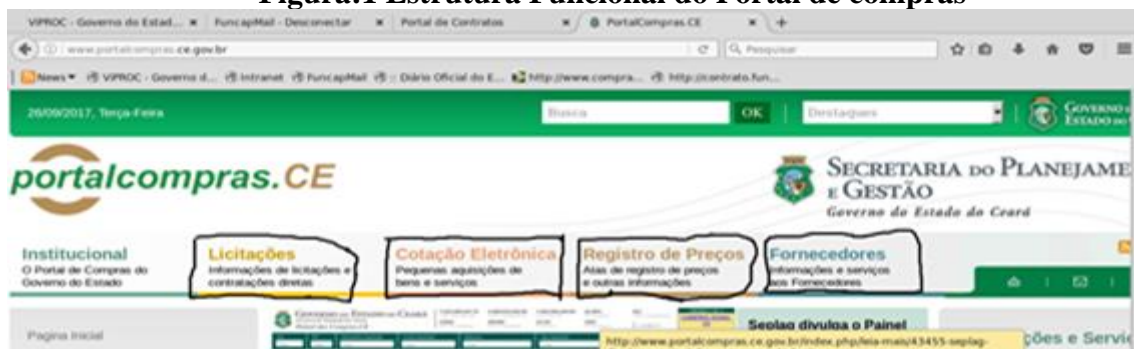 Figura.1 Estrutura Funcional do Portal de compras
VIPROC - Governo do Estad... × FuncapMail - Desconectar × Portal de Contratos × PortalCompras.CE × +
www.portalcompras.ce.gov.br Pesquisar
News VIPROC - Governo d... Intranet FuncapMail :: Diário Oficial do E... http://www.compra... http://contrato.fun...
26/09/2017, Terça-Feira Busca OK Destaques GOVERNO
ESTADO DO
portalcompras.CE
SECRETARIA DO PLANEJAME
E GESTÃO
Governo do Estado do Ceará
Institucional Licitações Cotação Eletrônica Registro de Preços Fornecedores
O Portal de Compras do Informações de licitações e Pequenas aquisições de Atas de registro de preços Informações e serviços
Governo do Estado contratações diretas bens e serviços e outras informações aos Fornecedores
Pagina Inicial Seplag divulga o Painel
http://www.portalcompras.ce.gov.br/index.php/leia-mais/43455-seplag- ções e Servi